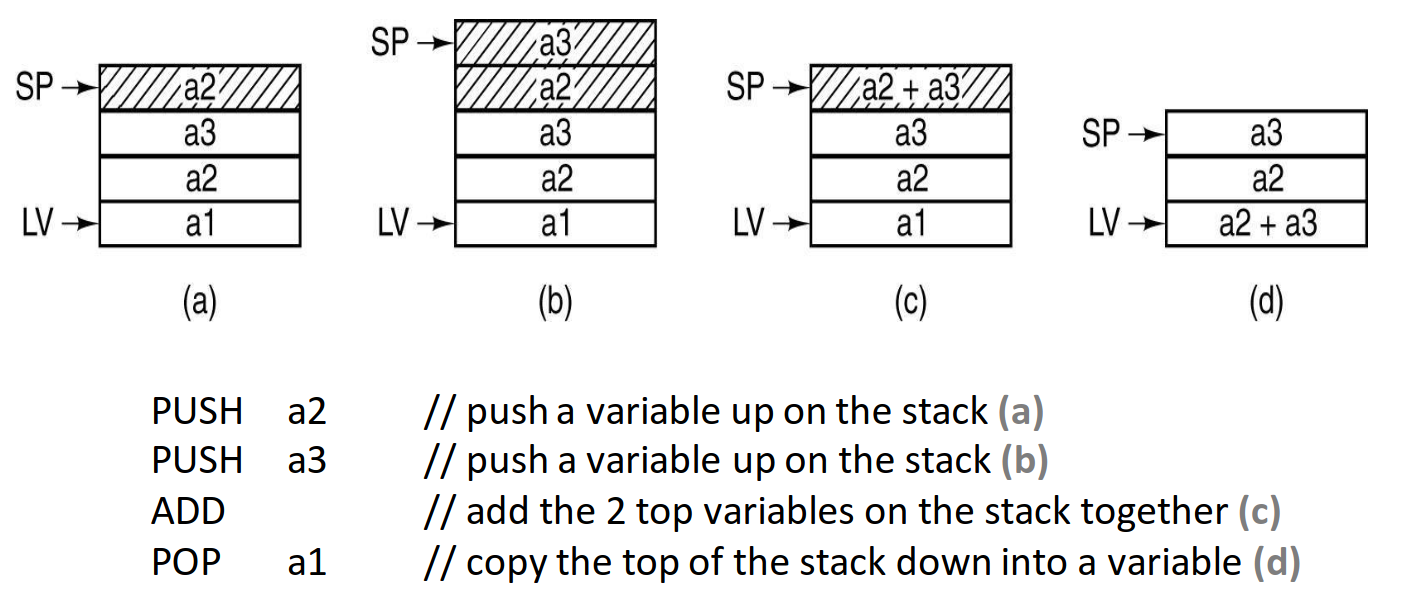 SP a2
a3
a2
LV a1
(a)
SP a3
a2
a3
a2
LV a1
(b)
SP a2 + a3
a3
a2
LV a1
(c)
SP a3
a2
LV a2 + a3
(d)
PUSH a2 // push a variable up on the stack (a)
PUSH a3 // push a variable up on the stack (b)
ADD // add the 2 top variables on the stack together (c)
POP a1 // copy the top of the stack down into a variable (d)